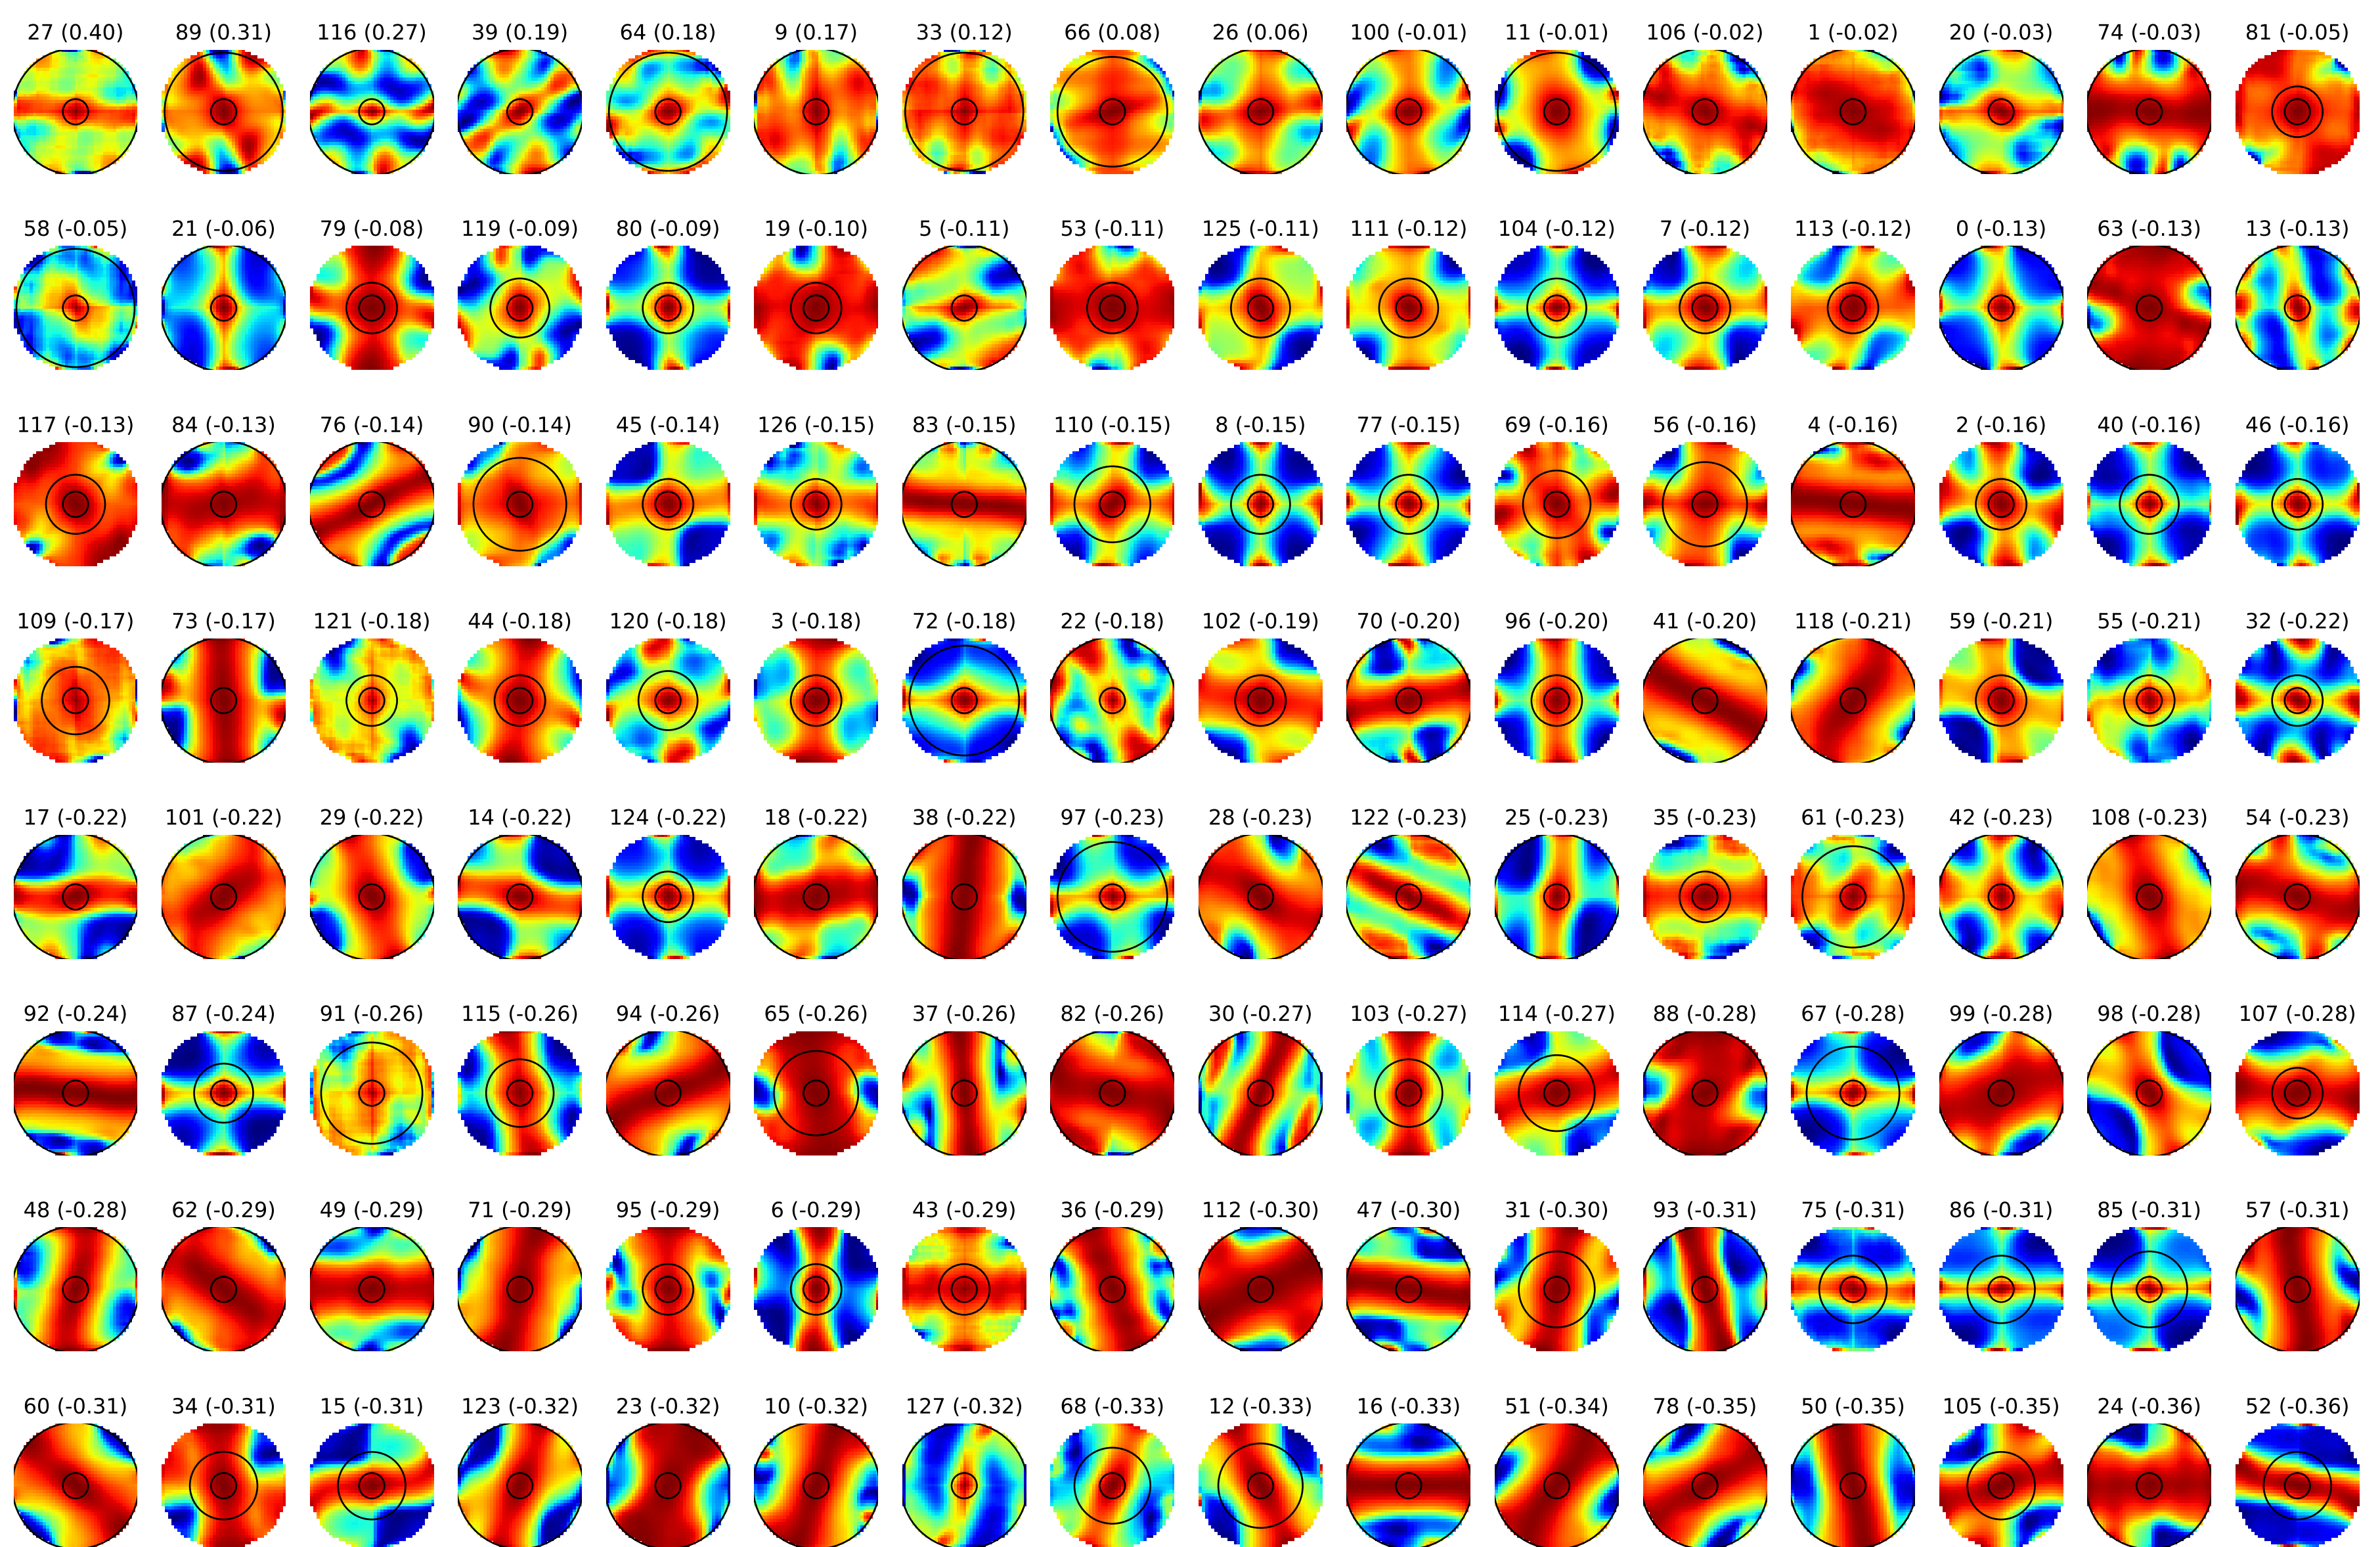 27 (0.40) 89 (0.31) 116 (0.27) 39 (0.19) 64 (0.18) 9 (0.17) 33 (0.12) 66 (0.08) 26 (0.06) 100 (-0.01) 11 (-0.01) 106 (-0.02) 1 (-0.02) 20 (-0.03) 74 (-0.03) 81 (-0.05)
58 (-0.05) 21 (-0.06) 79 (-0.08) 119 (-0.09) 80 (-0.09) 19 (-0.10) 5 (-0.11) 53 (-0.11) 125 (-0.11) 111 (-0.12) 104 (-0.12) 7 (-0.12) 113 (-0.12) 0 (-0.13) 63 (-0.13) 13 (-0.13)
117 (-0.13) 84 (-0.13) 76 (-0.14) 90 (-0.14) 45 (-0.14) 126 (-0.15) 83 (-0.15) 110 (-0.15) 8 (-0.15) 77 (-0.15) 69 (-0.16) 56 (-0.16) 4 (-0.16) 2 (-0.16) 40 (-0.16) 46 (-0.16)
109 (-0.17) 73 (-0.17) 121 (-0.18) 44 (-0.18) 120 (-0.18) 3 (-0.18) 72 (-0.18) 22 (-0.18) 102 (-0.19) 70 (-0.20) 96 (-0.20) 41 (-0.20) 118 (-0.21) 59 (-0.21) 55 (-0.21) 32 (-0.22)
17 (-0.22) 101 (-0.22) 29 (-0.22) 14 (-0.22) 124 (-0.22) 18 (-0.22) 38 (-0.22) 97 (-0.23) 28 (-0.23) 122 (-0.23) 25 (-0.23) 35 (-0.23) 61 (-0.23) 42 (-0.23) 108 (-0.23) 54 (-0.23)
92 (-0.24) 87 (-0.24) 91 (-0.26) 115 (-0.26) 94 (-0.26) 65 (-0.26) 37 (-0.26) 82 (-0.26) 30 (-0.27) 103 (-0.27) 114 (-0.27) 88 (-0.28) 67 (-0.28) 99 (-0.28) 98 (-0.28) 107 (-0.28)
48 (-0.28) 62 (-0.29) 49 (-0.29) 71 (-0.29) 95 (-0.29) 6 (-0.29) 43 (-0.29) 36 (-0.29) 112 (-0.30) 47 (-0.30) 31 (-0.30) 93 (-0.31) 75 (-0.31) 86 (-0.31) 85 (-0.31) 57 (-0.31)
60 (-0.31) 34 (-0.31) 15 (-0.31) 123 (-0.32) 23 (-0.32) 10 (-0.32) 127 (-0.32) 68 (-0.33) 12 (-0.33) 16 (-0.33) 51 (-0.34) 78 (-0.35) 50 (-0.35) 105 (-0.35) 24 (-0.36) 52 (-0.36)